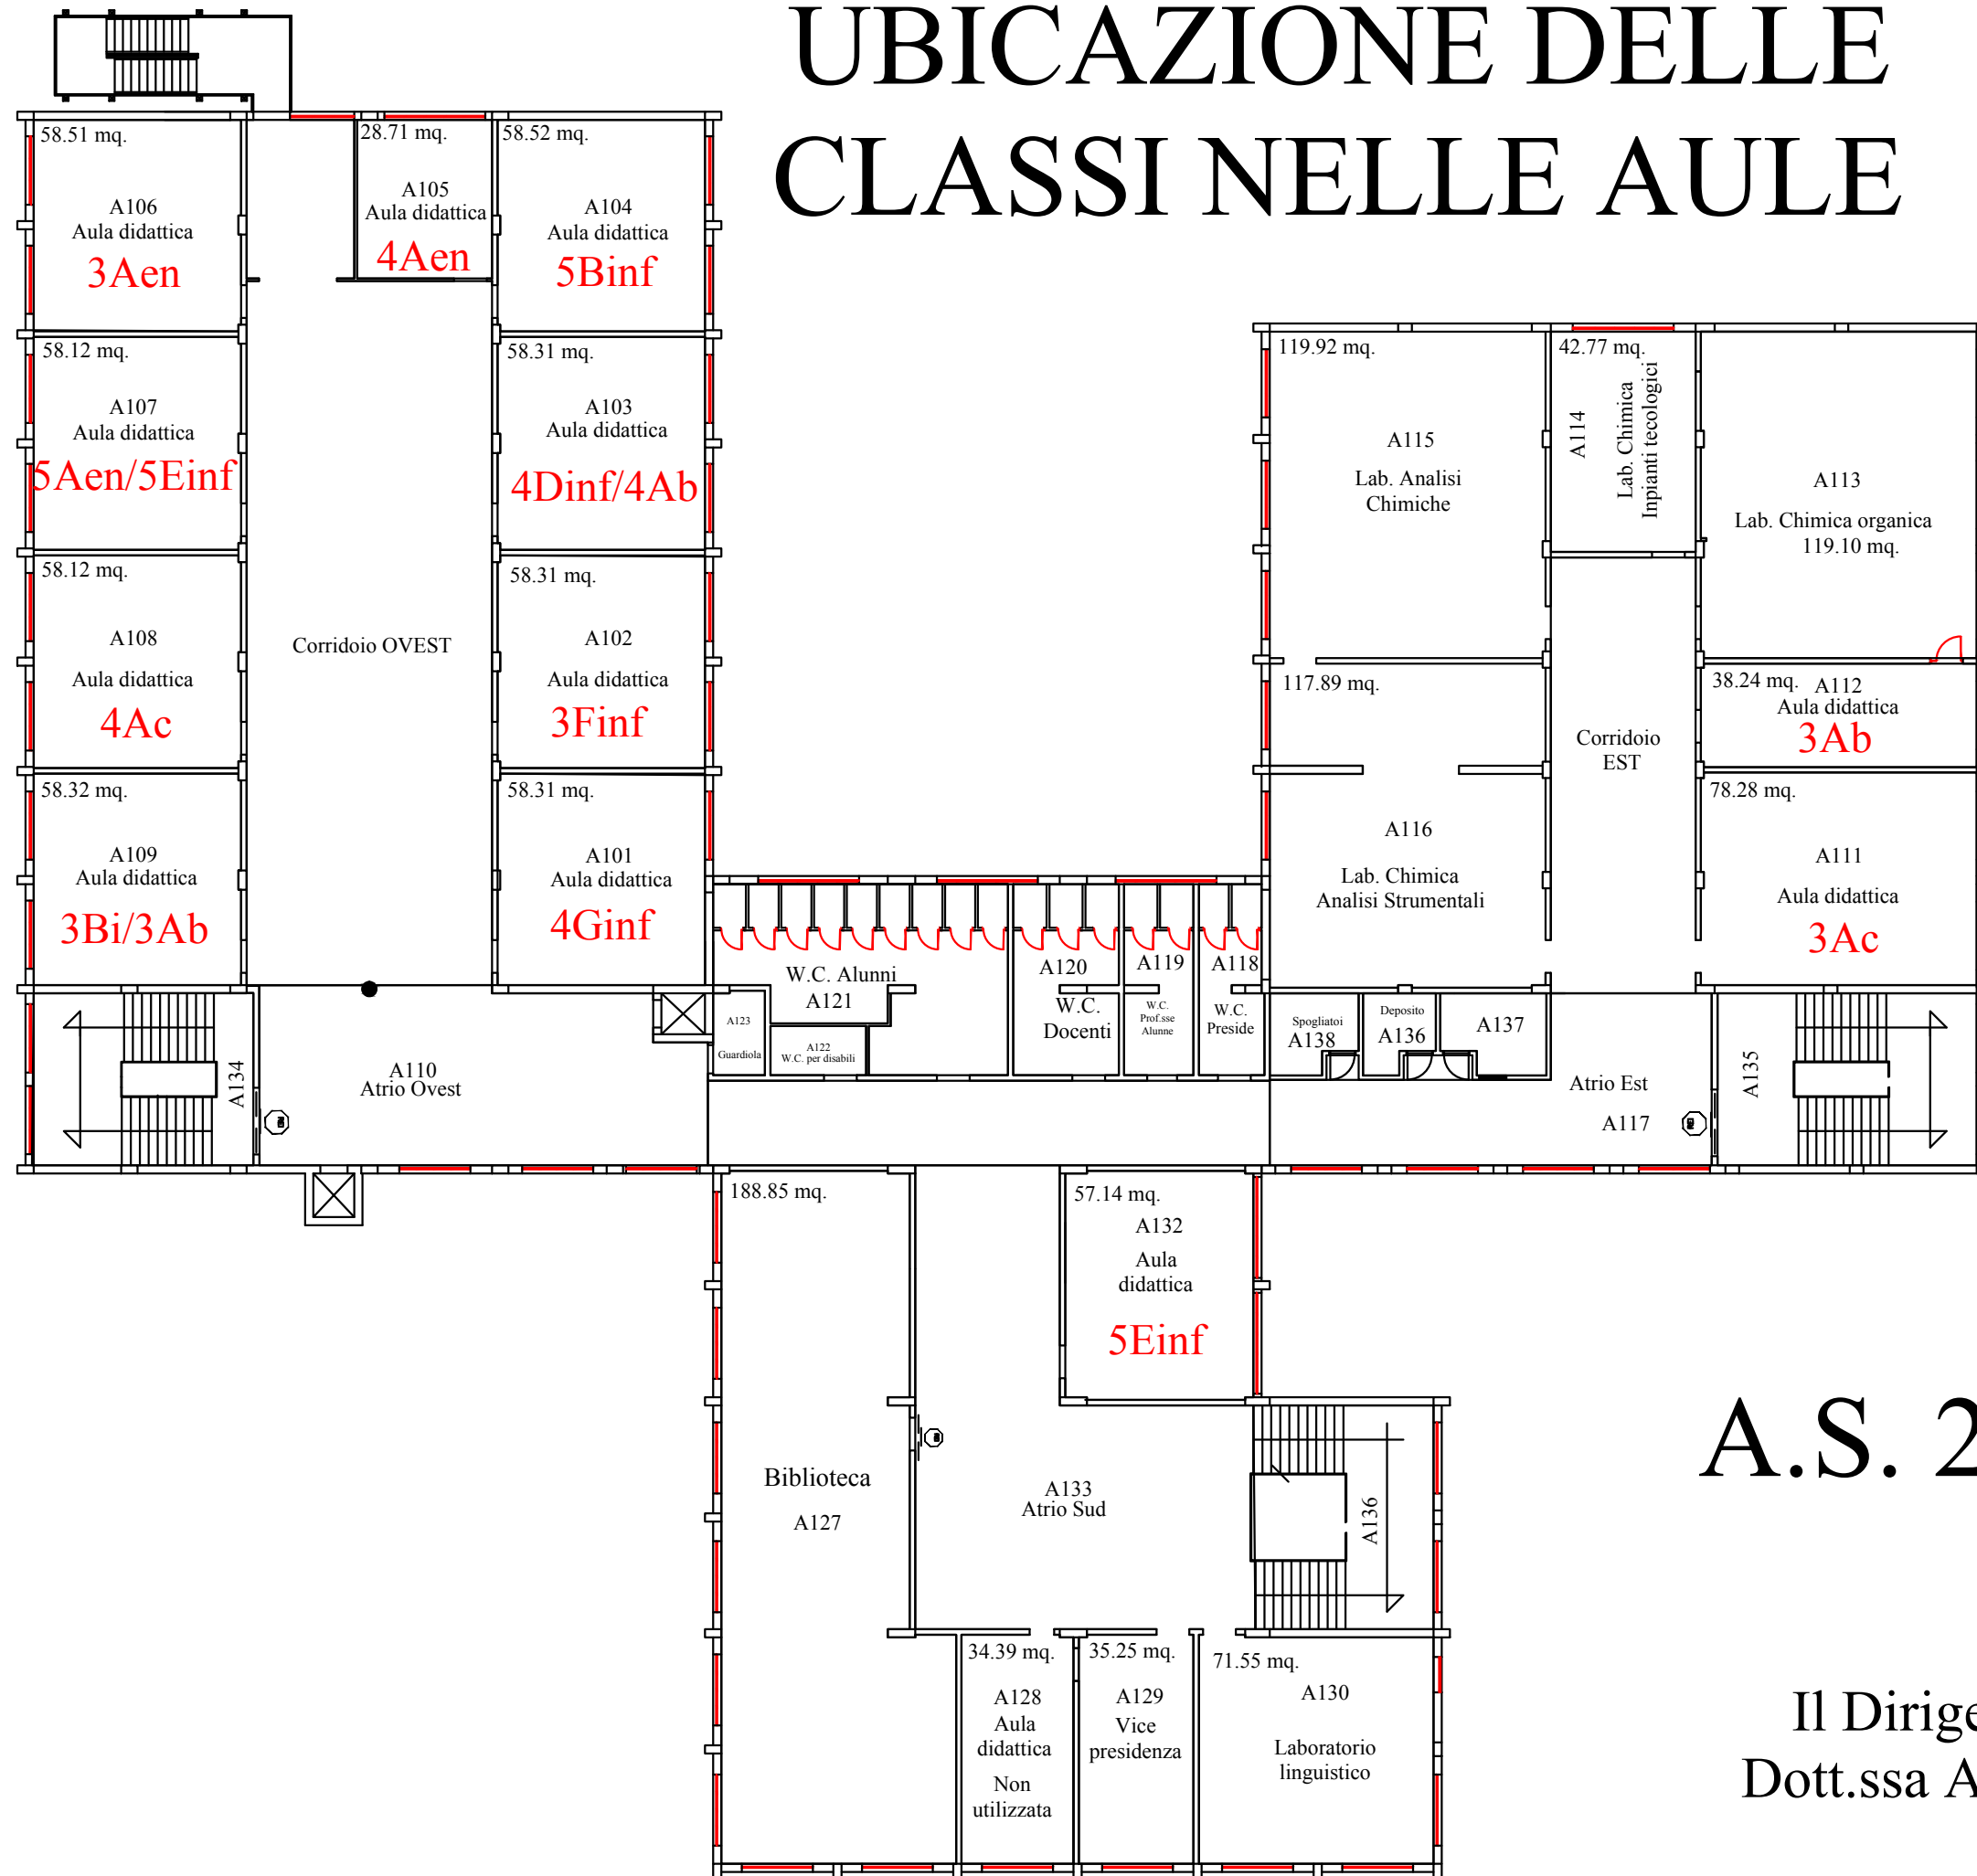 UBICAZIONE DELLE
CLASSI NELLE AULE
58.51 mq.
A106
Aula didattica
3Aen
28.71 mq.
A105
Aula didattica
4Aen
58.52 mq.
A104
Aula didattica
5Binf
58.12 mq.
A107
Aula didattica
5Aen/5Einf
58.31 mq.
A103
Aula didattica
4Dinf/4Ab
58.12 mq.
A108
Aula didattica
4Ac
Corridoio OVEST
58.31 mq.
A102
Aula didattica
3Finf
58.32 mq.
A109
Aula didattica
3Bi/3Ab
58.31 mq.
A101
Aula didattica
4Ginf
119.92 mq.
A115
Lab. Analisi
Chimiche
42.77 mq.
A114
Lab. Chimica
Inpianti tecologici
A113
Lab. Chimica organica
119.10 mq.
117.89 mq.
A116
Lab. Chimica
Analisi Strumentali
Corridoio
EST
38.24 mq.
A112
Aula didattica
3Ab
78.28 mq.
A111
Aula didattica
3Ac
W.C. Alunni
A121
A123
Guardiola
A122
W.C. per disabili
A120
W.C.
Docenti
A119
W.C.
Prof.sse
Alunne
A118
W.C.
Preside
Spogliatoi
A138
Deposito
A136
A137
A134
A110
Atrio Ovest
Atrio Est
A117
A135
188.85 mq.
Biblioteca
A127
57.14 mq.
A132
Aula
didattica
5Einf
A133
Atrio Sud
A136
A.S. 2
34.39 mq.
A128
Aula
didattica
Non
utilizzata
35.25 mq.
A129
Vice
presidenza
71.55 mq.
A130
Laboratorio
linguistico
Il Dirige
Dott.ssa A